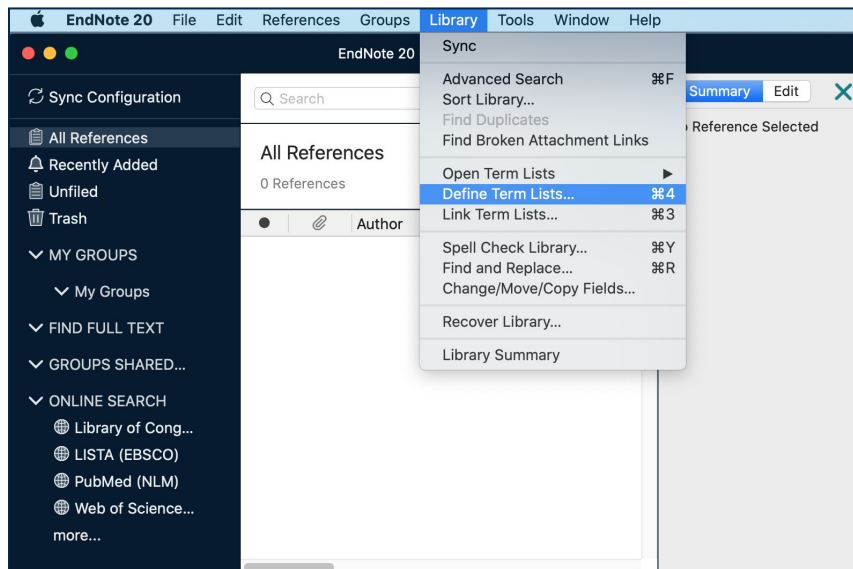 EndNote 20 File Edit References Groups Library Tools Window Help
EndNote 20
Sync Configuration
All References
Recently Added
Unfiled
Trash
MY GROUPS
My Groups
FIND FULL TEXT
GROUPS SHARED...
ONLINE SEARCH
Library of Cong...
LISTA (EBSCO)
PubMed (NLM)
Web of Science...
more...
Search
All References
0 References
Author
Sync
Advanced Search ⌘F
Sort Library...
Find Duplicates
Find Broken Attachment Links
Open Term Lists
Define Term Lists... ⌘4
Link Term Lists... ⌘3
Spell Check Library... ⌘Y
Find and Replace... ⌘R
Change/Move/Copy Fields...
Recover Library...
Library Summary
Summary Edit
Reference Selected